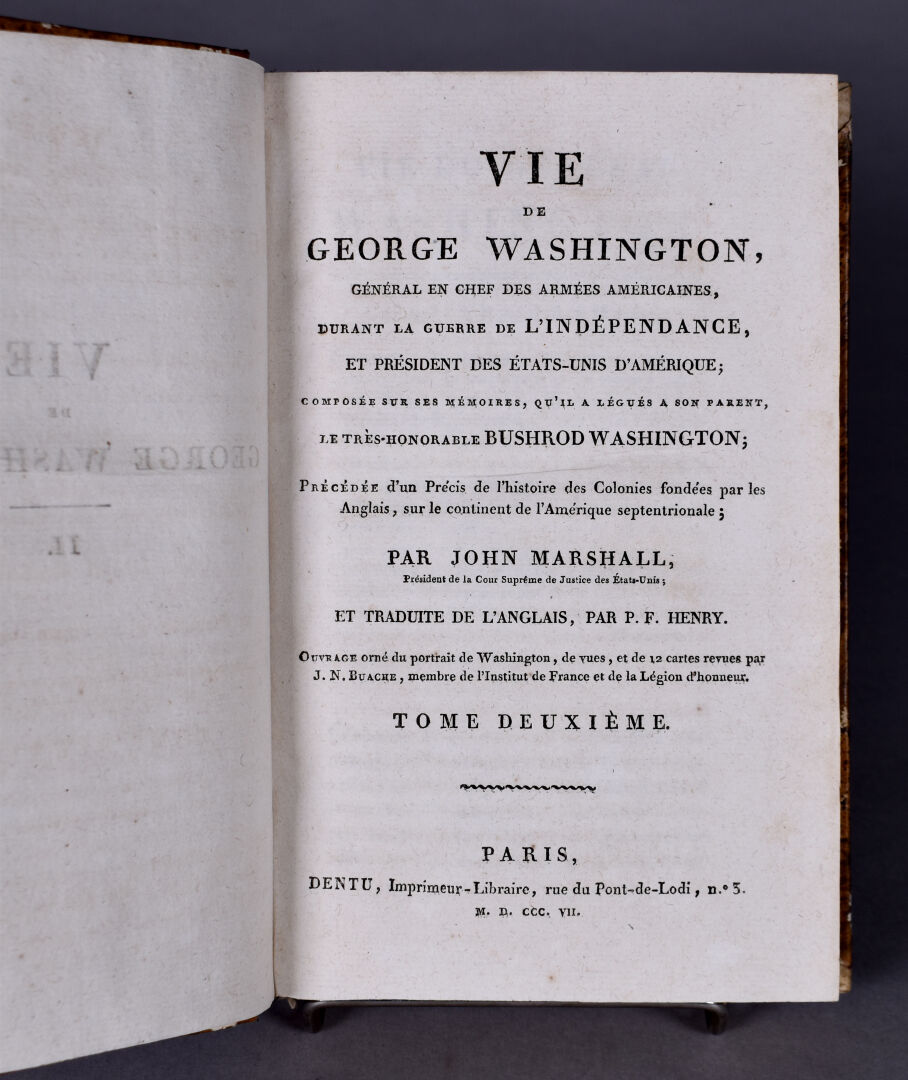 VIE
DE
GEORGE WASHINGTON,
GÉNÉRAL EN CHEF DES ARMÉES AMÉRICAINES,
DURANT LA GUERRE DE L'INDÉPENDANCE,
ET PRÉSIDENT DES ÉTATS-UNIS D'AMÉRIQUE;
COMPOSÉE SUR SES MÉMOIRES, QU'IL A LÉGUÉS A SON PARENT,
LE TRÈS-HONORABLE BUSHROD WASHINGTON;
PRÉCÉDÉE d'un Précis de l'histoire des Colonies fondées par les
Anglais, sur le continent de l'Amérique septentrionale;
PAR JOHN MARSHALL,
Président de la Cour Suprême de Justice des États-Unis;
ET TRADUITE DE L'ANGLAIS, PAR P. F. HENRY.
OUVRAGE orné du portrait de Washington, de vues, et de 12 cartes revues par
J. N. BUACHE, membre de l'Institut de France et de la Légion d'honneur.
TOME DEUXIÈME.
PARIS,
DENTU, Imprimeur-Libraire, rue du Pont-de-Lodi, n.º 3.
M. D. CCC. VII.
VIE
DE
GEORGE WASH
II.